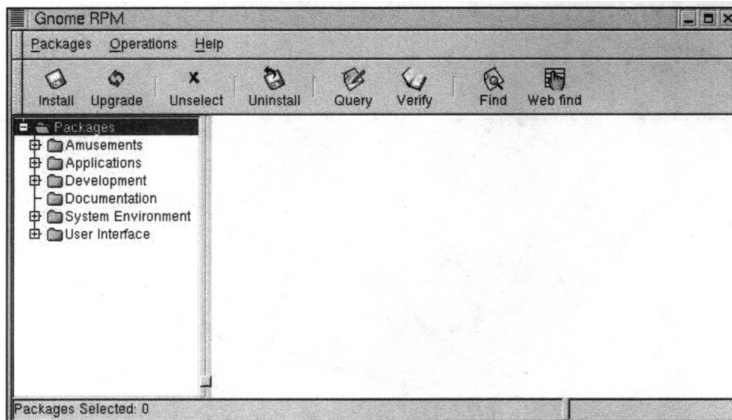 Gnome RPM
Packages Operations Help
Install Upgrade Unselect Uninstall Query Verify Find Web find
Packages
Amusements
Applications
Development
Documentation
System Environment
User Interface
Packages Selected: 0